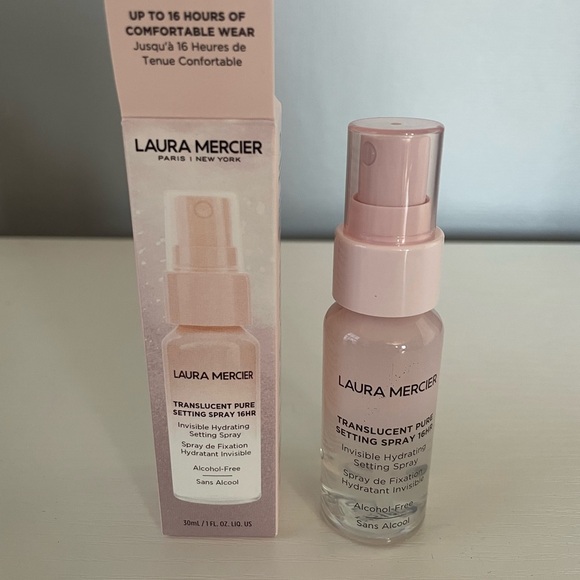 UP TO 16 HOURS OF
COMFORTABLE WEAR
Jusqu'à 16 Heures de
Tenue Confortable
LAURA MERCIER
PARIS | NEW YORK
LAURA MERCIER
TRANSLUCENT PURE
SETTING SPRAY 16HR
Invisible Hydrating
Setting Spray
Spray de Fixation
Hydratant Invisible
Alcohol-Free
Sans Alcool
30mL / 1 FL. OZ. LIQ. US
LAURA MERCIER
TRANSLUCENT PURE
SETTING SPRAY 16HR
Invisible Hydrating
Setting Spray
Spray de Fixation
Hydratant Invisible
Alcohol-Free
Sans Alcool